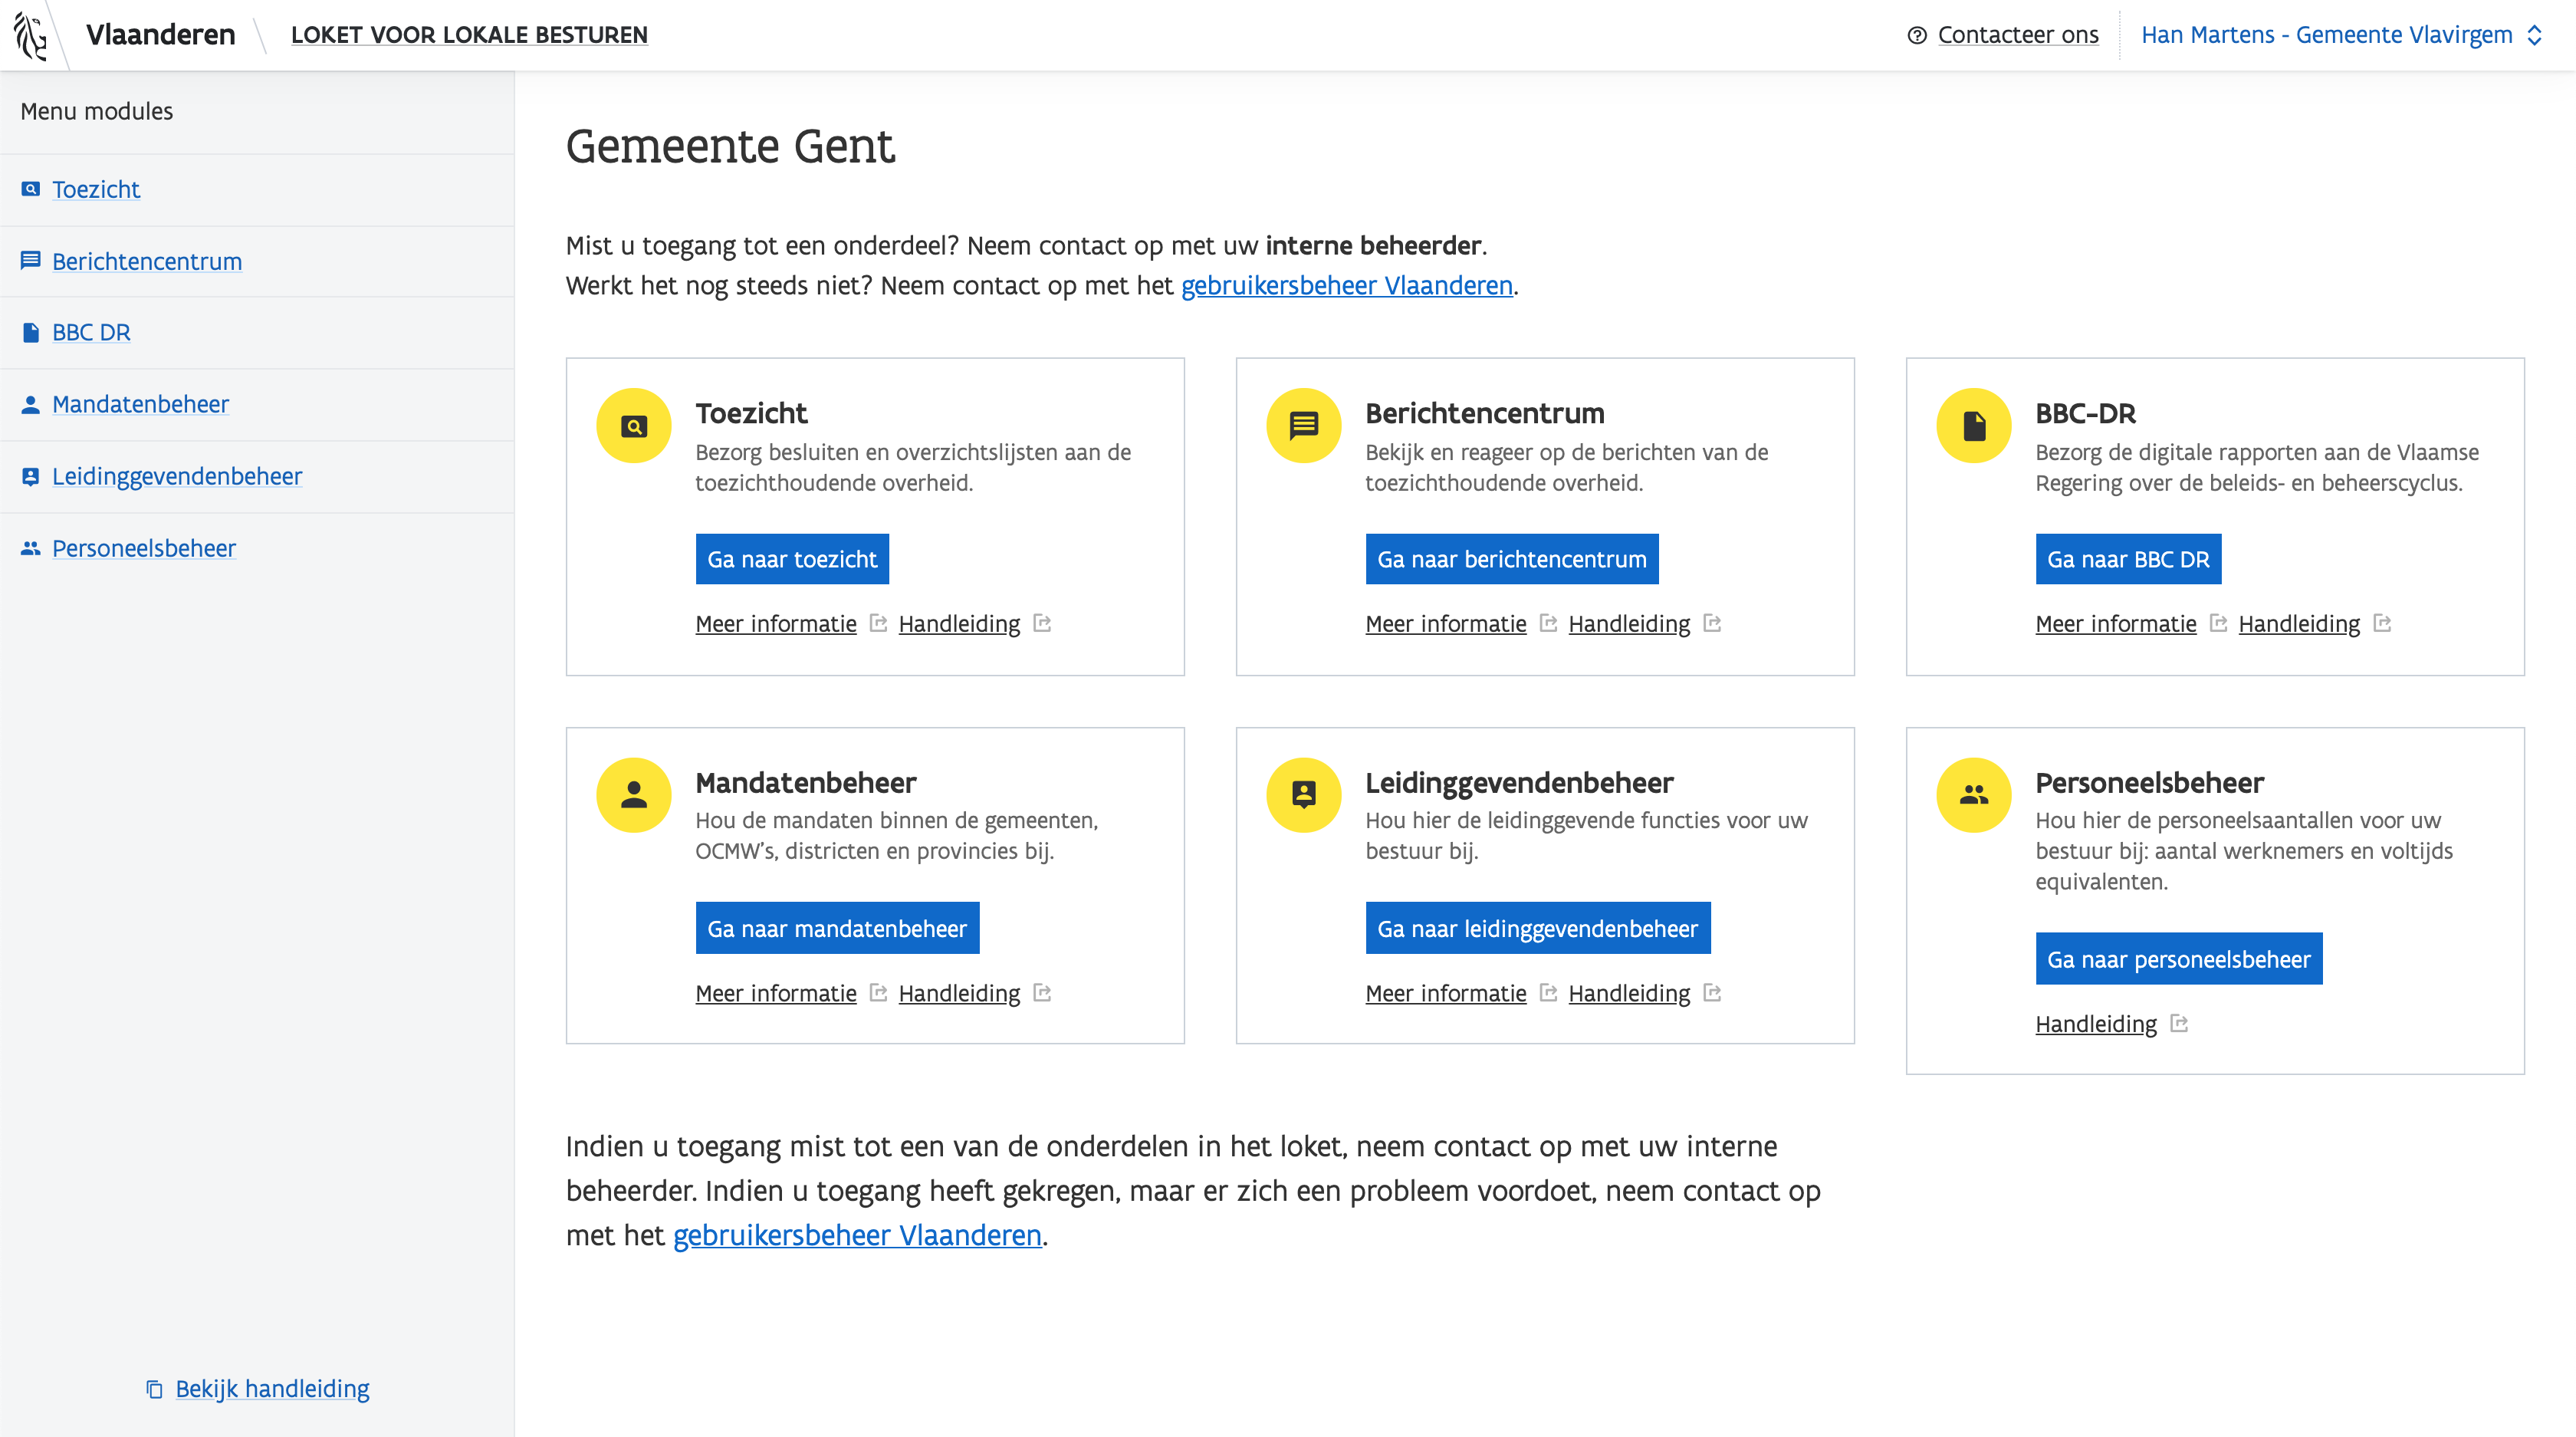 Vlaanderen
LOKET VOOR LOKALE BESTUREN
Contacteer ons
Han Martens - Gemeente Vlavirgem
Menu modules
Toezicht
Berichtencentrum
BBC DR
Mandatenbeheer
Leidinggevendenbeheer
Personeelsbeheer
Bekijk handleiding
Gemeente Gent
Mist u toegang tot een onderdeel? Neem contact op met uw interne beheerder.
Werkt het nog steeds niet? Neem contact op met het gebruikersbeheer Vlaanderen.
Toezicht
Bezorg besluiten en overzichtslijsten aan de
toezichthoudende overheid.
Ga naar toezicht
Meer informatie Handleiding
Berichtencentrum
Bekijk en reageer op de berichten van de
toezichthoudende overheid.
Ga naar berichtencentrum
Meer informatie Handleiding
BBC-DR
Bezorg de digitale rapporten aan de Vlaamse
Regering over de beleids- en beheerscyclus.
Ga naar BBC DR
Meer informatie Handleiding
Mandatenbeheer
Hou de mandaten binnen de gemeenten,
OCMW's, districten en provincies bij.
Ga naar mandatenbeheer
Meer informatie Handleiding
Leidinggevendenbeheer
Hou hier de leidinggevende functies voor uw
bestuur bij.
Ga naar leidinggevendenbeheer
Meer informatie Handleiding
Personeelsbeheer
Hou hier de personeelsaantallen voor uw
bestuur bij: aantal werknemers en voltijds
equivalenten.
Ga naar personeelsbeheer
Handleiding
Indien u toegang mist tot een van de onderdelen in het loket, neem contact op met uw interne
beheerder. Indien u toegang heeft gekregen, maar er zich een probleem voordoet, neem contact op
met het gebruikersbeheer Vlaanderen.